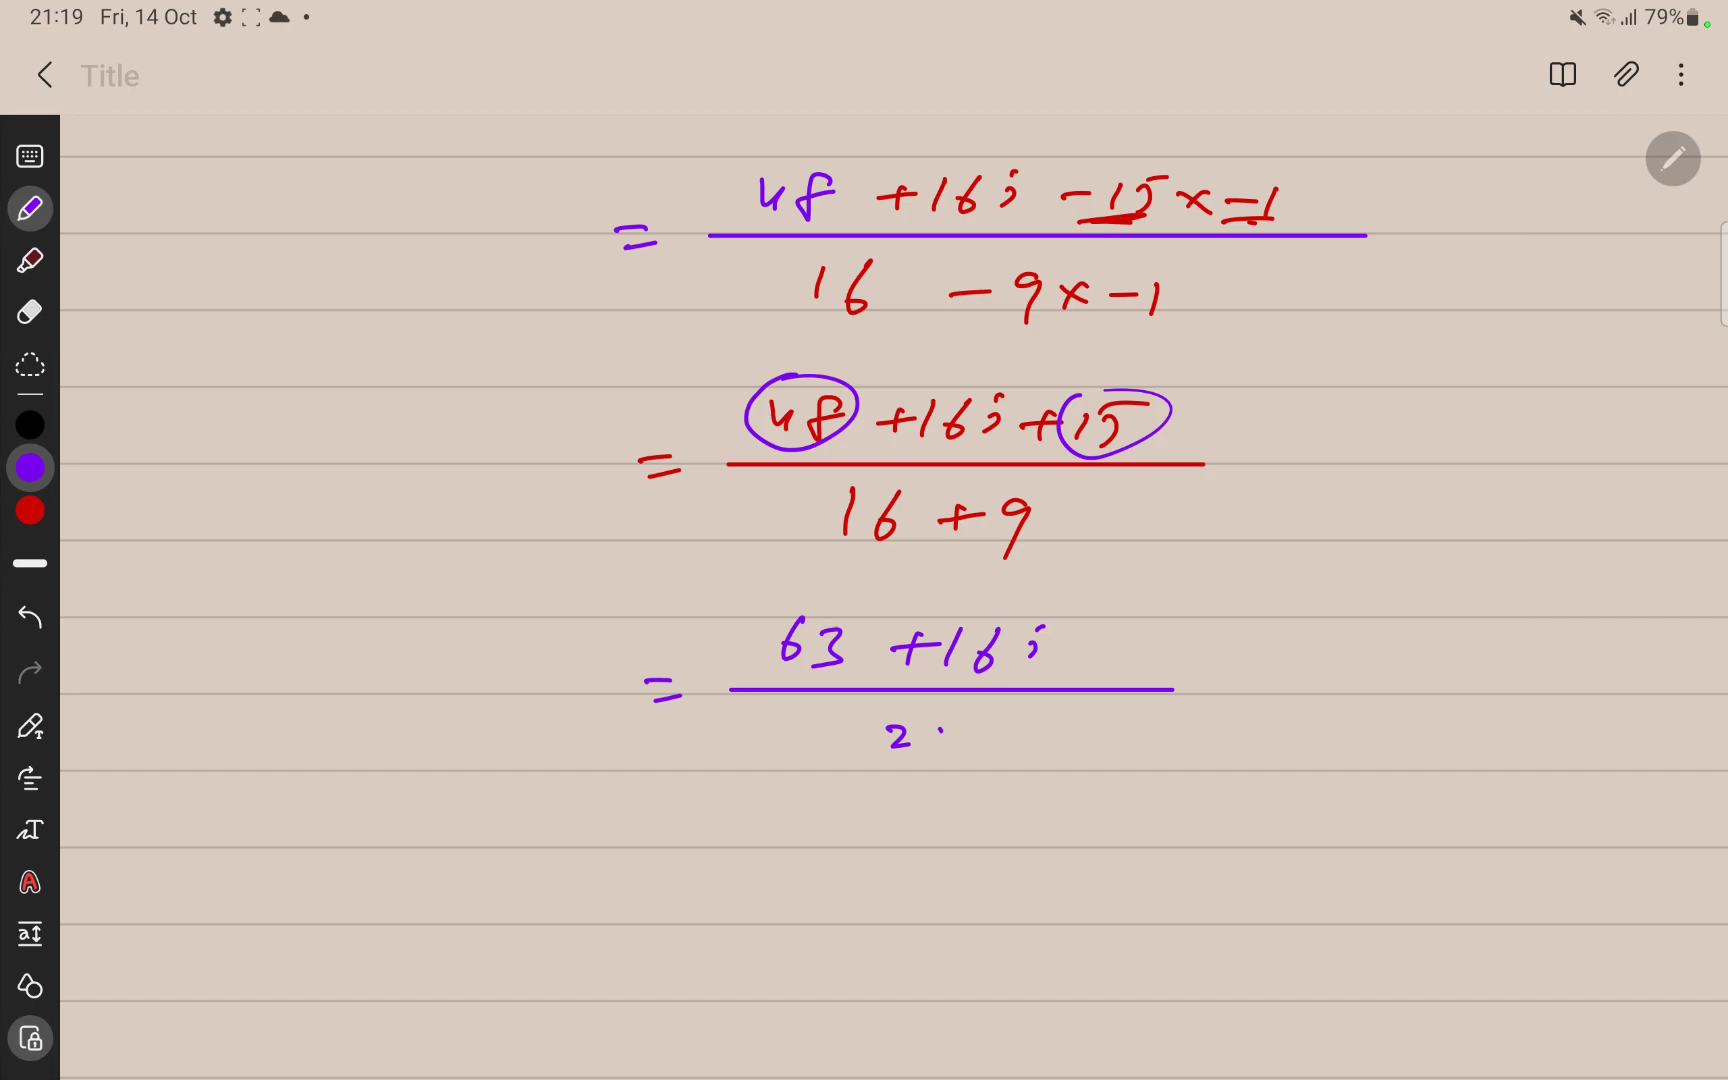 21:19 Fri, 14 Oct 79%
Title
48 +16i -15x-1
=
16 -9x-1
48 +16i+15
=
16 +9
63 +16i
=
2